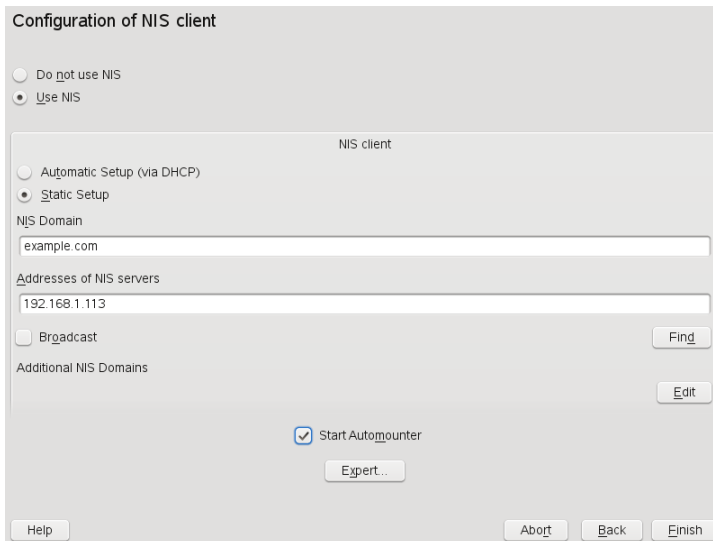 Configuration of NIS client
Do not use NIS
Use NIS
NIS client
Automatic Setup (via DHCP)
Static Setup
NIS Domain
example.com
Addresses of NIS servers
192.168.1.113
Broadcast
Find
Additional NIS Domains
Edit
Start Automounter
Expert...
Help
Abort
Back
Finish